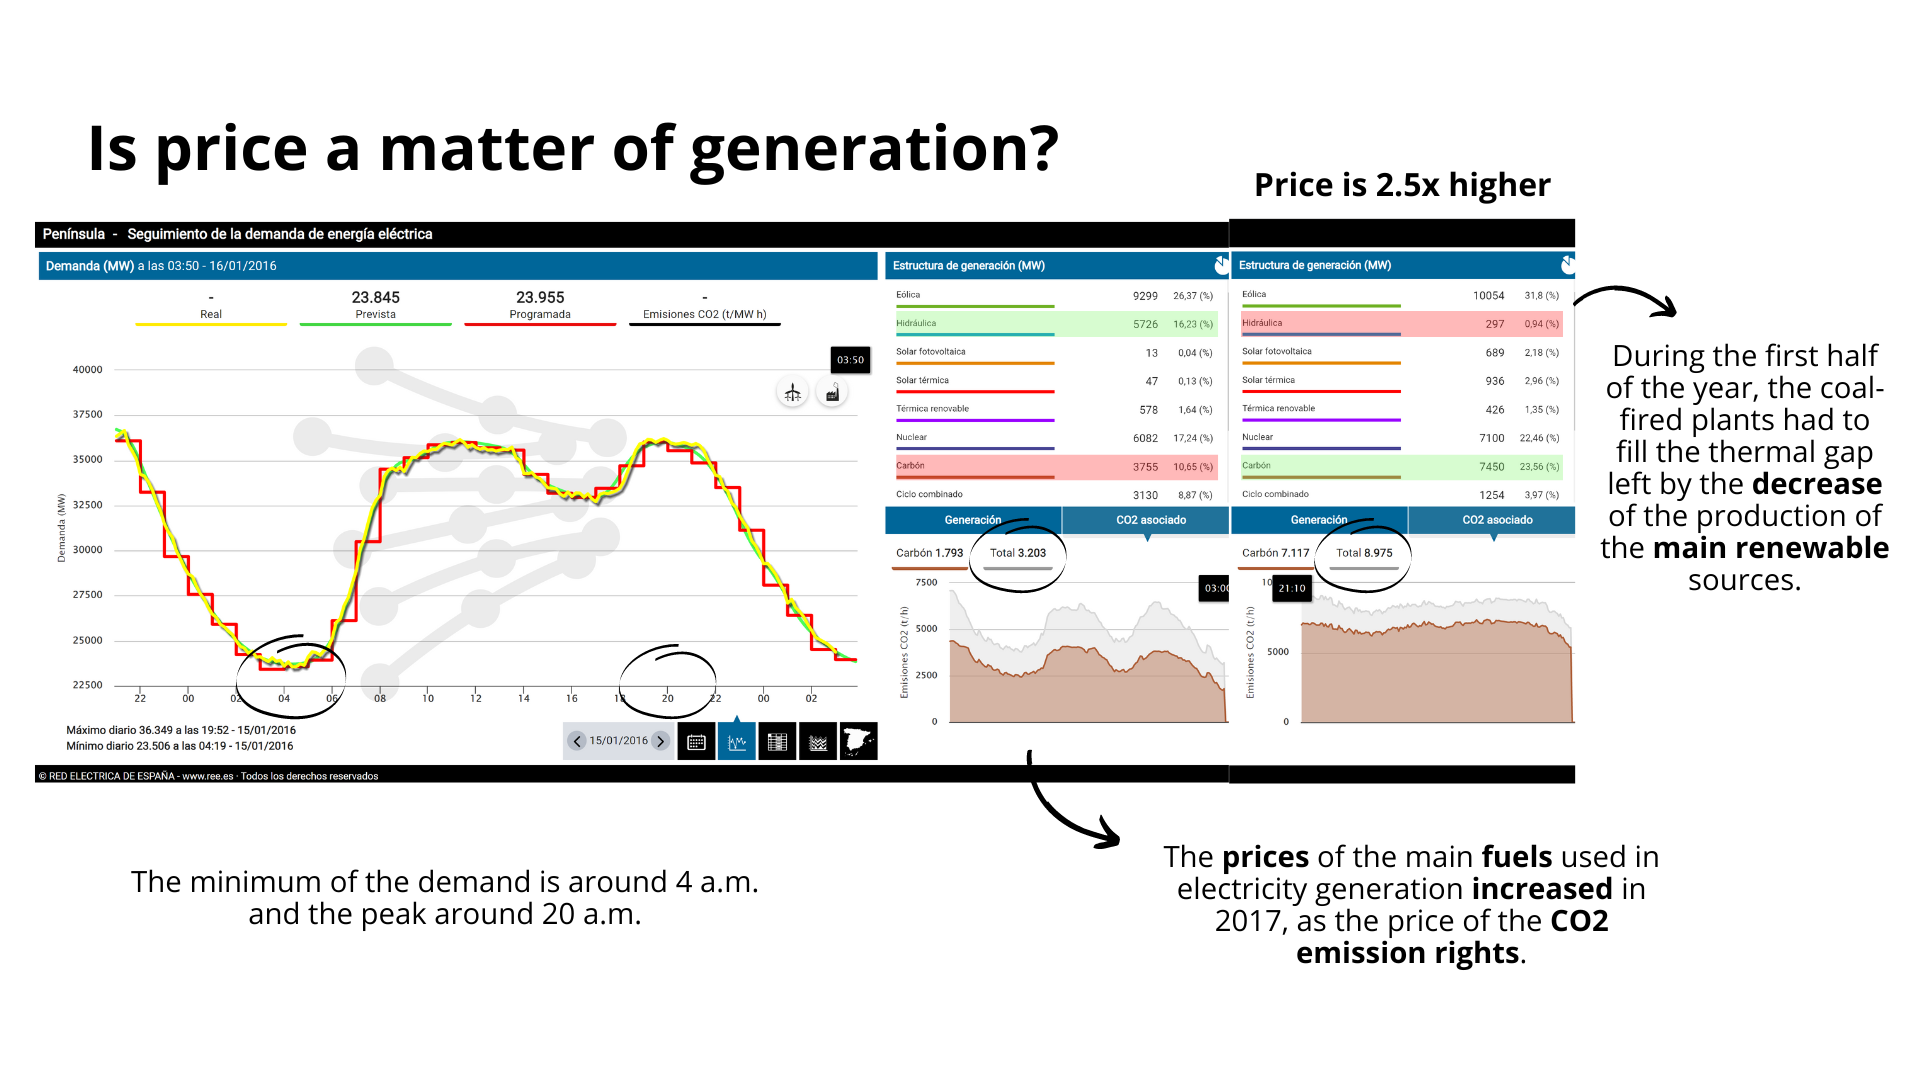 Is price a matter of generation?
Price is 2.5x higher
Península - Seguimiento de la demanda de energía eléctrica
Demanda (MW) a las 03:50 - 16/01/2016
-
Real
23.845
Prevista
23.955
Programada
-
Emisiones CO2 (t/MW h)
03:50
Demanda (MW)
40000
37500
35000
32500
30000
27500
25000
22500
22 00 02 04 06 08 10 12 14 16 18 20 22 00 02
Máximo diario 36.349 a las 19:52 - 15/01/2016
Mínimo diario 23.506 a las 04:19 - 15/01/2016
15/01/2016
© RED ELECTRICA DE ESPAÑA - www.ree.es · Todos los derechos reservados
Estructura de generación (MW)
Eólica 9299 26,37 (%)
Hidráulica 5726 16,23 (%)
Solar fotovoltaica 13 0,04 (%)
Solar térmica 47 0,13 (%)
Térmica renovable 578 1,64 (%)
Nuclear 6082 17,24 (%)
Carbón 3755 10,65 (%)
Ciclo combinado 3130 8,87 (%)
Generación CO2 asociado
Carbón 1.793 Total 3.203
03:00
Emisiones CO2 (t/h)
7500
5000
2500
0
Estructura de generación (MW)
Eólica 10054 31,8 (%)
Hidráulica 297 0,94 (%)
Solar fotovoltaica 689 2,18 (%)
Solar térmica 936 2,96 (%)
Térmica renovable 426 1,35 (%)
Nuclear 7100 22,46 (%)
Carbón 7450 23,56 (%)
Ciclo combinado 1254 3,97 (%)
Generación CO2 asociado
Carbón 7.117 Total 8.975
21:10
Emisiones CO2 (t/h)
10
5000
0
During the first half
of the year, the coal-
fired plants had to
fill the thermal gap
left by the decrease
of the production of
the main renewable
sources.
The minimum of the demand is around 4 a.m.
and the peak around 20 a.m.
The prices of the main fuels used in
electricity generation increased in
2017, as the price of the CO2
emission rights.